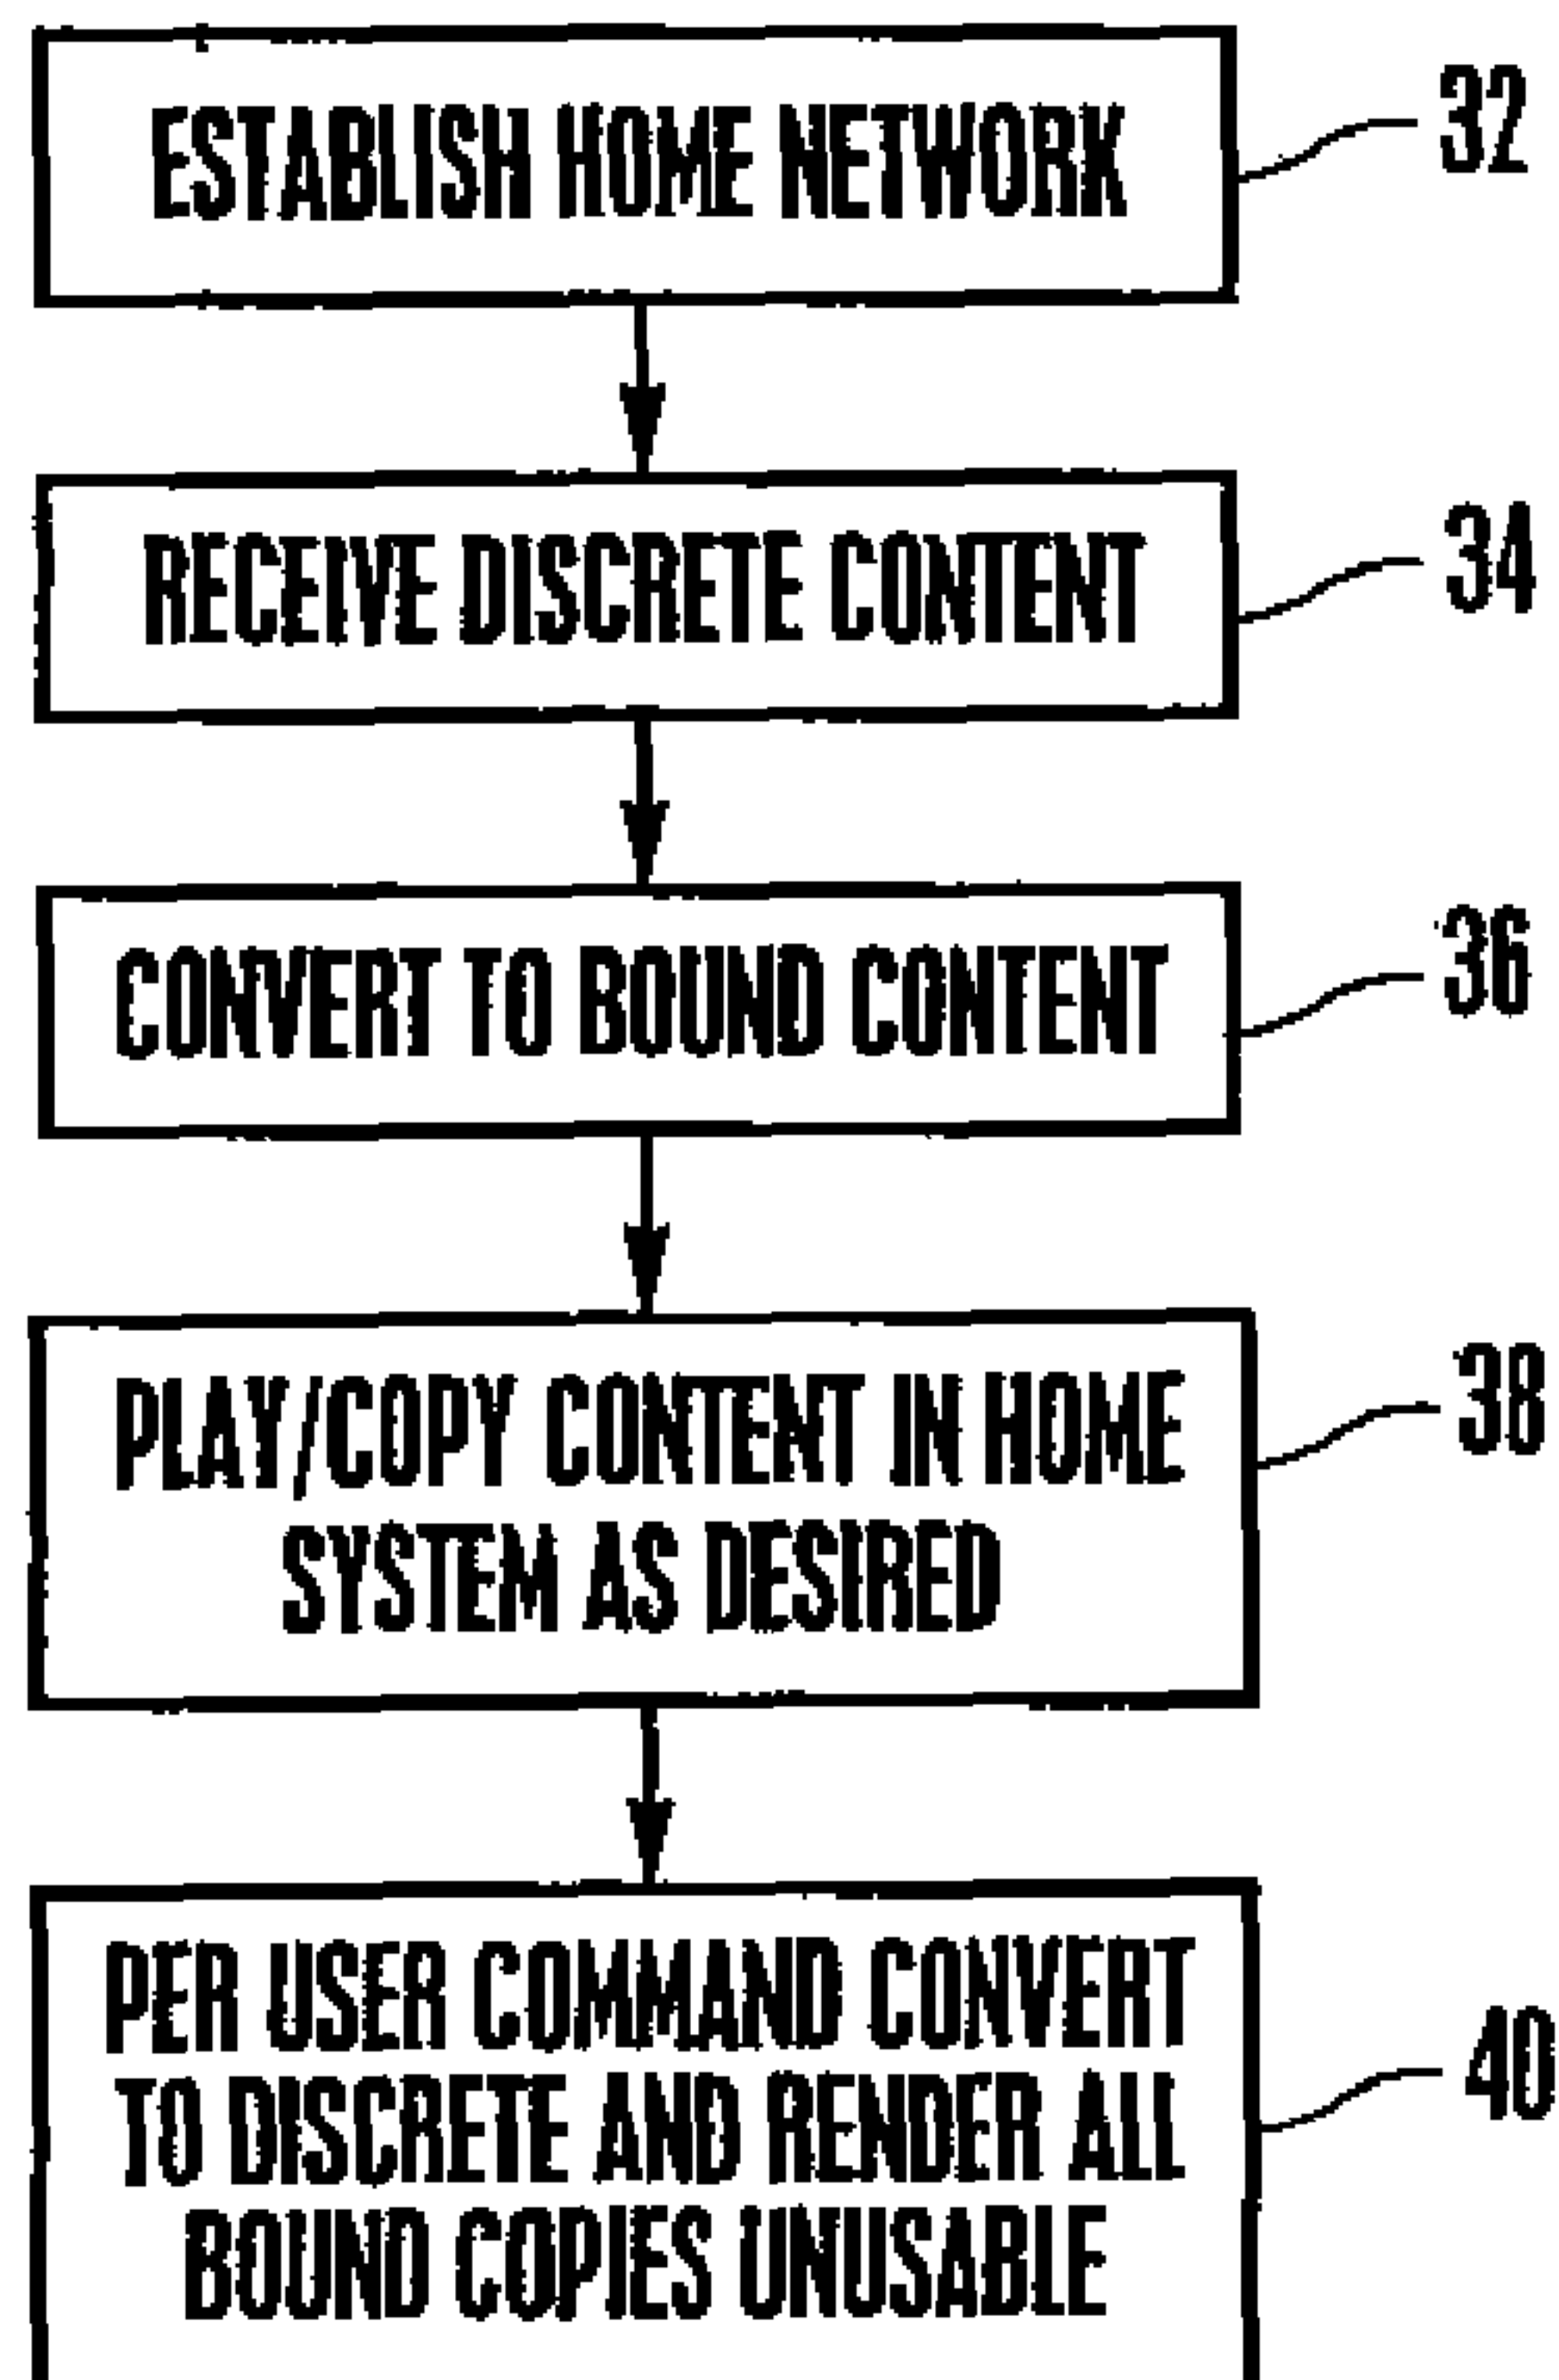 ESTABLISH HOME NETWORK
32
RECEIVE DISCRETE CONTENT
34
CONVERT TO BOUND CONTENT
36
PLAY/COPY CONTENT IN HOME
SYSTEM AS DESIRED
38
PER USER COMMAND CONVERT
TO DISCRETE AND RENDER ALL
BOUND COPIES UNUSABLE
40